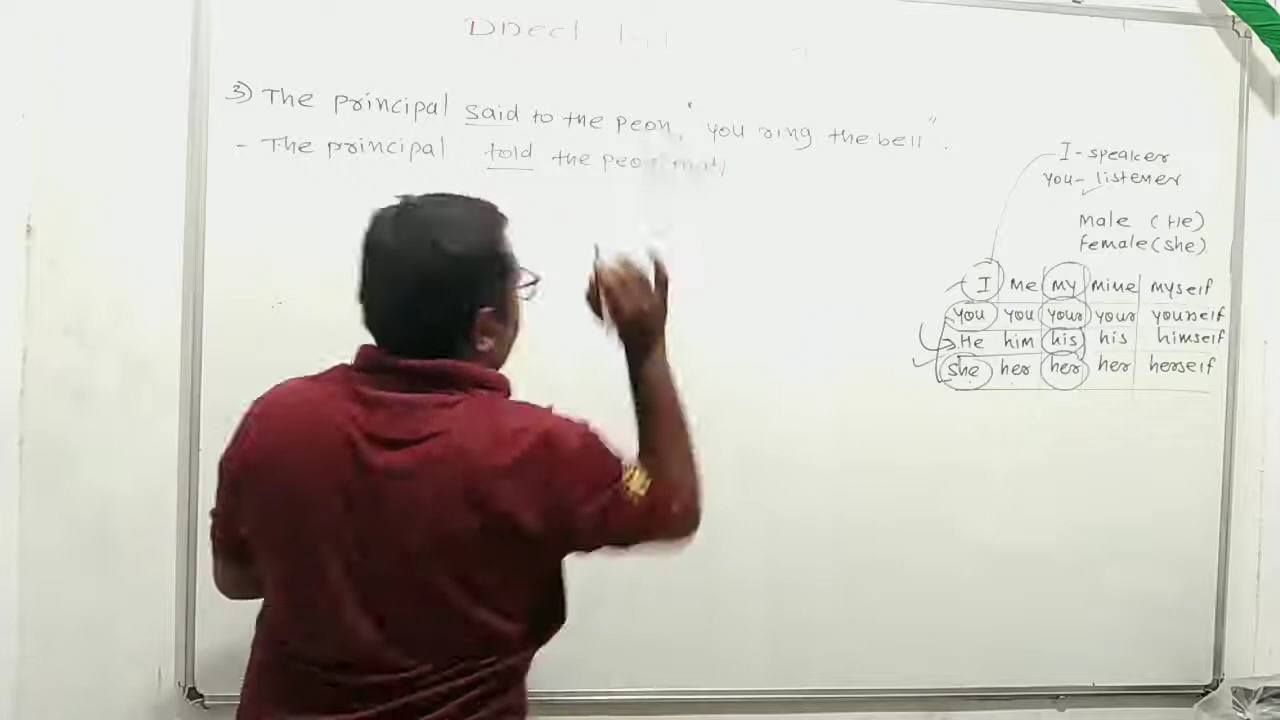 Direct
3) The principal said to the peon, "you ring the bell".
- The principal told the peon that
I - speaker
you - listener
Male (He)
Female (she)
I me my mine myself
you you your your yourself
He him his his himself
she her her her herself